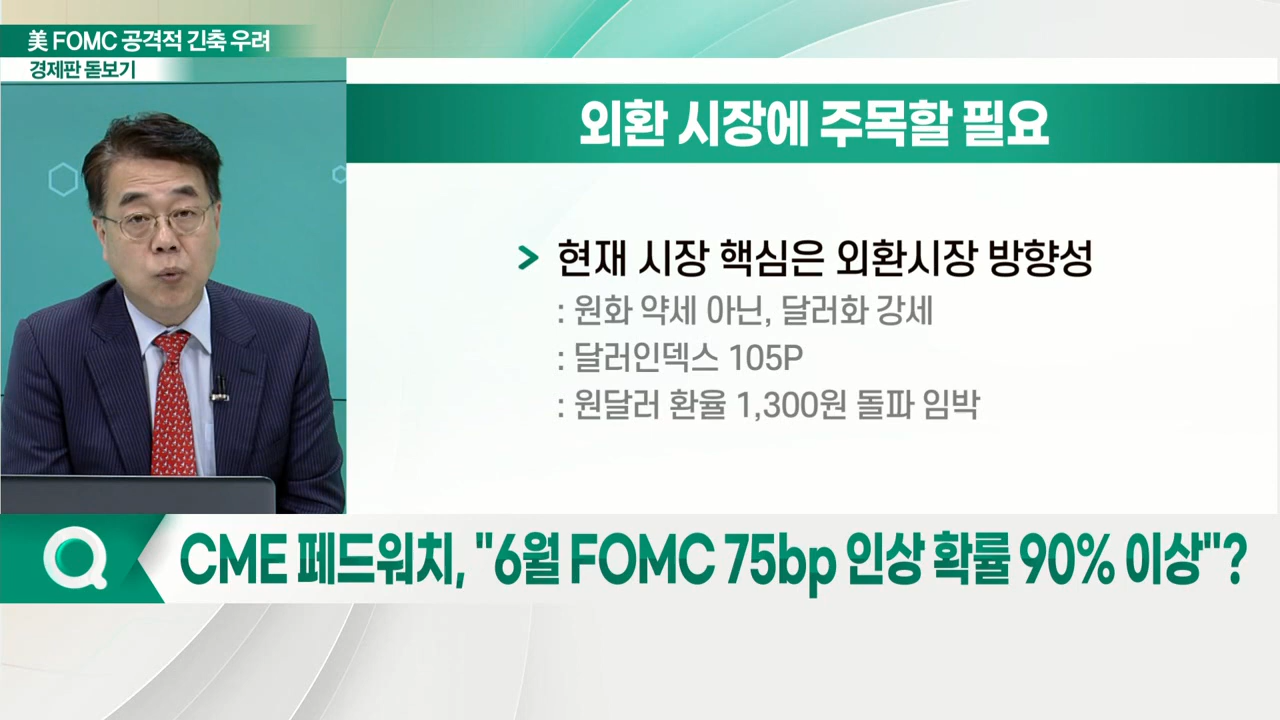 美 FOMC 공격적 긴축 우려
경제판 돋보기
외환 시장에 주목할 필요
> 현재 시장 핵심은 외환시장 방향성
: 원화 약세 아닌, 달러화 강세
: 달러인덱스 105P
: 원달러 환율 1,300원 돌파 임박
Q CME 페드워치, "6월 FOMC 75bp 인상 확률 90% 이상"?